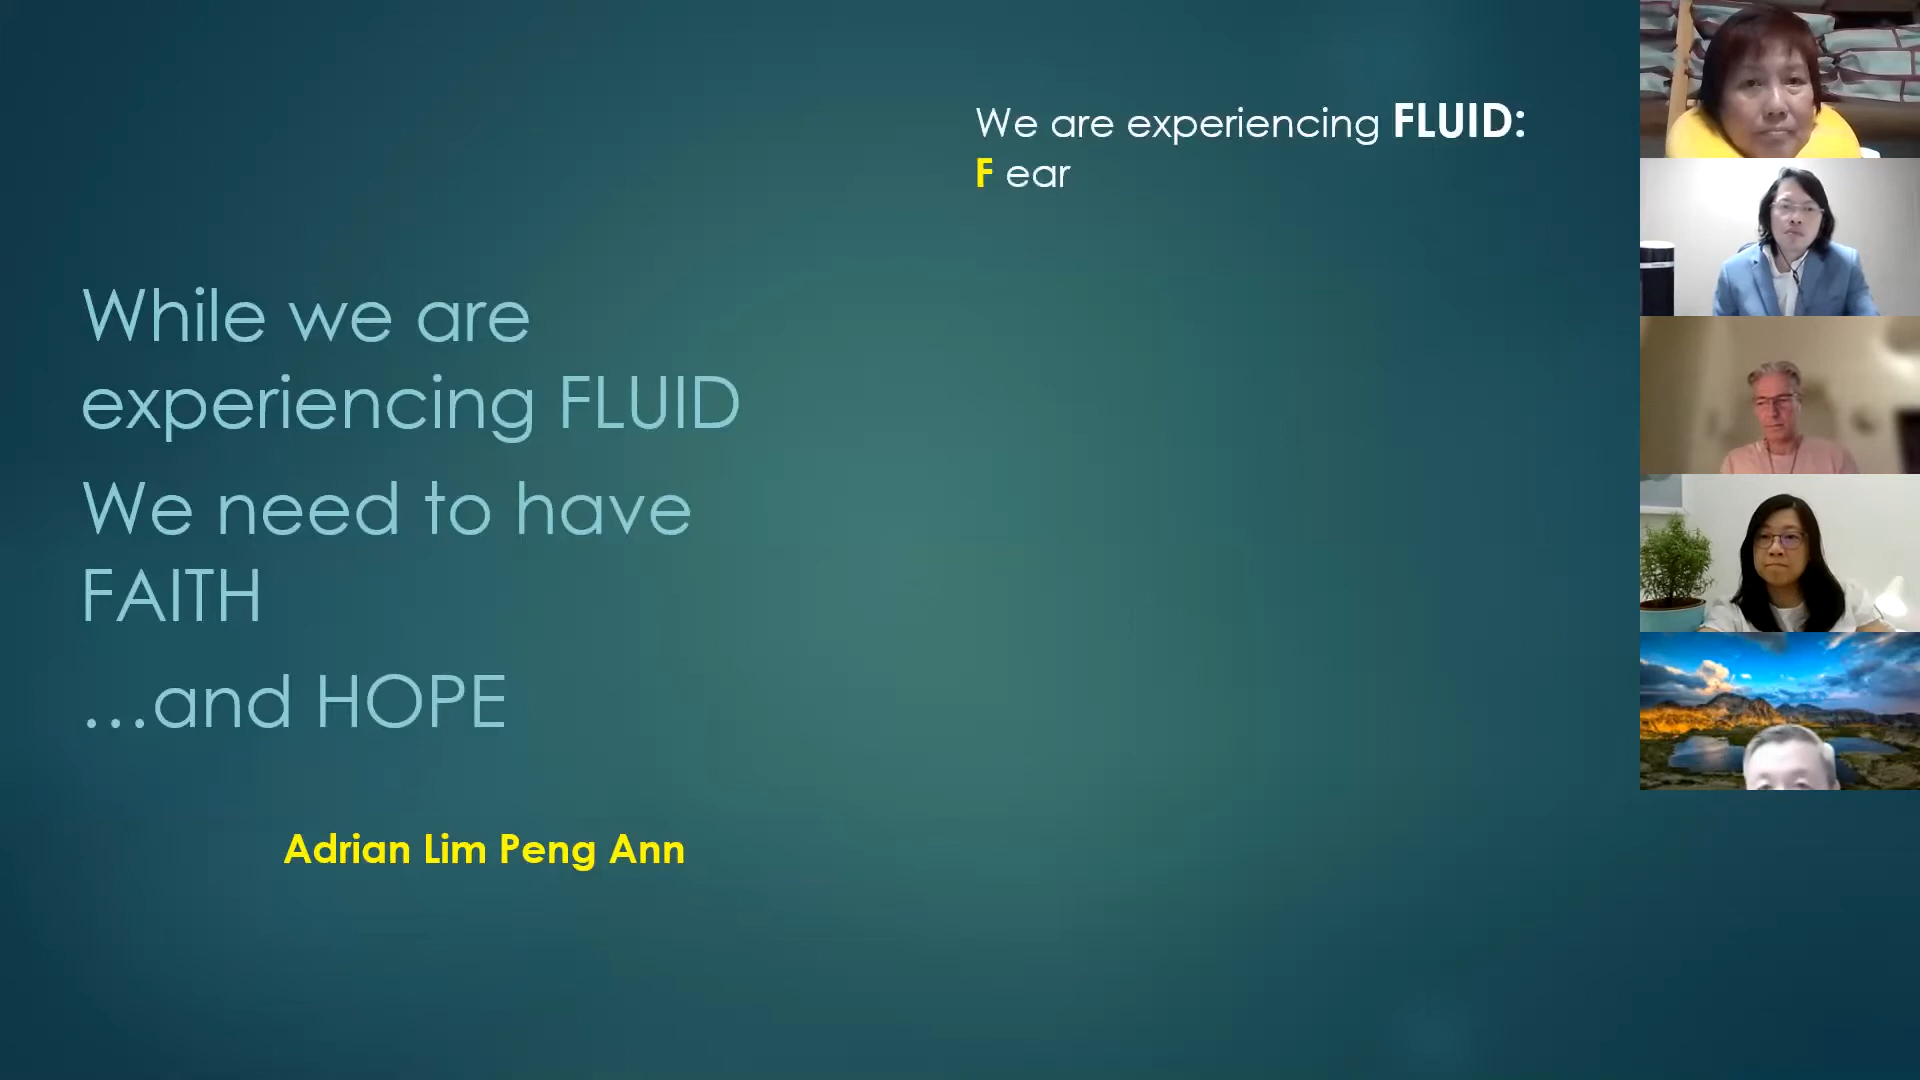 While we are
experiencing FLUID
We need to have
FAITH
...and HOPE
Adrian Lim Peng Ann
We are experiencing FLUID:
F ear